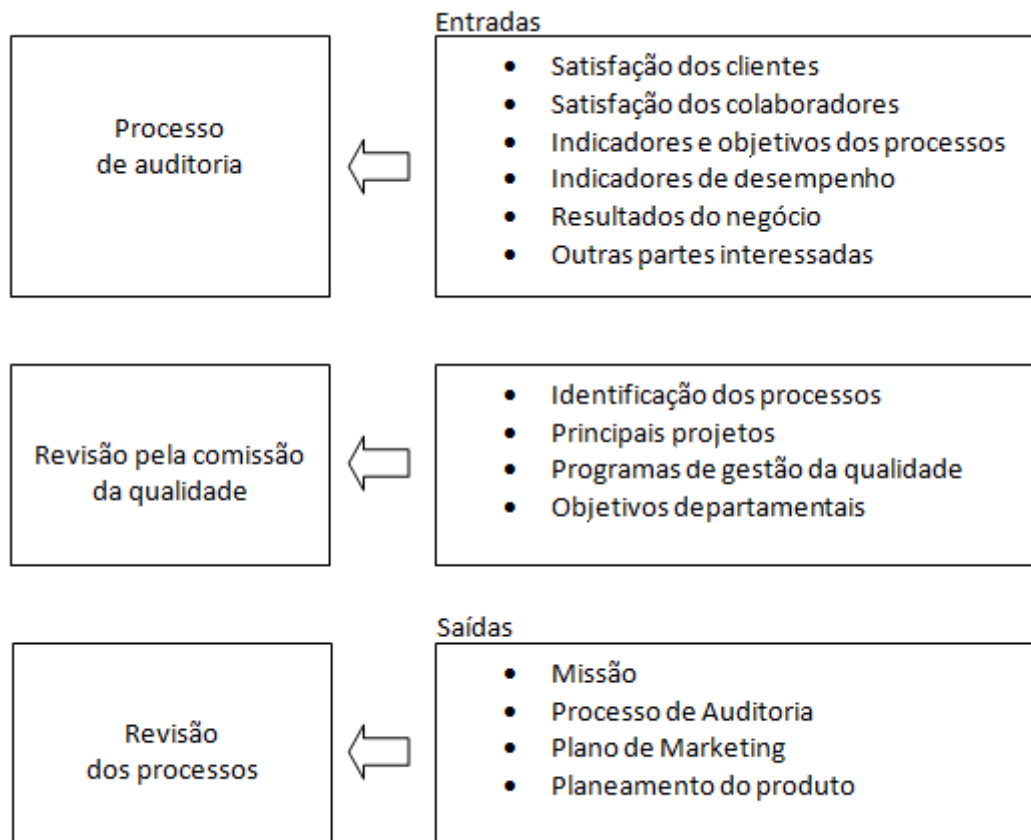 Entradas
Processo
de auditoria
• Satisfação dos clientes
• Satisfação dos colaboradores
• Indicadores e objetivos dos processos
• Indicadores de desempenho
• Resultados do negócio
• Outras partes interessadas
Revisão pela comissão
da qualidade
• Identificação dos processos
• Principais projetos
• Programas de gestão da qualidade
• Objetivos departamentais
Saídas
Revisão
dos processos
• Missão
• Processo de Auditoria
• Plano de Marketing
• Planeamento do produto